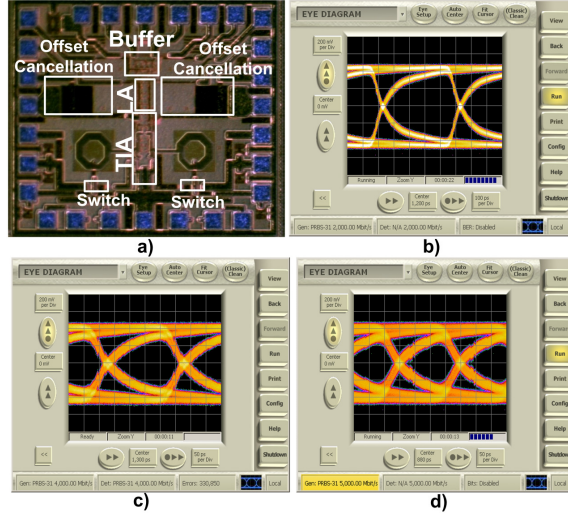 Offset
Cancellation
Buffer
Offset
Cancellation
LA
TIA
Switch
Switch
a)
EYE DIAGRAM
Eye
Setup
Auto
Center
Fit
Cursor
(Classic)
Clean
View
Back
Forward
Run
Print
Config
Help
Shutdown
200 mV
per Div
Center
0 mV
Running
Zoom Y
00:00:22
<<
Center
1,200 ps
100 ps
per Div
Gen: PRBS-31 2,000.00 Mbit/s
Det: N/A 2,000.00 Mbit/s
BER: Disabled
Local
b)
EYE DIAGRAM
Eye
Setup
Auto
Center
Fit
Cursor
(Classic)
Clean
View
Back
Forward
Run
Print
Config
Help
Shutdown
200 mV
per Div
Center
0 mV
Ready
Zoom Y
00:00:11
<<
Center
1,300 ps
50 ps
per Div
Gen: PRBS-31 4,000.00 Mbit/s
Det: PRBS-31 4,000.00 Mbit/s
Errors: 330,850
Local
c)
EYE DIAGRAM
Eye
Setup
Auto
Center
Fit
Cursor
(Classic)
Clean
View
Back
Forward
Run
Print
Config
Help
Shutdown
200 mV
per Div
Center
0 mV
Running
Zoom Y
00:00:13
<<
Center
50 ps
per Div
Gen: PRBS-31 5,000.00 Mbit/s
Det: N/A 5,000.00 Mbit/s
Bits: Disabled
Local
d)